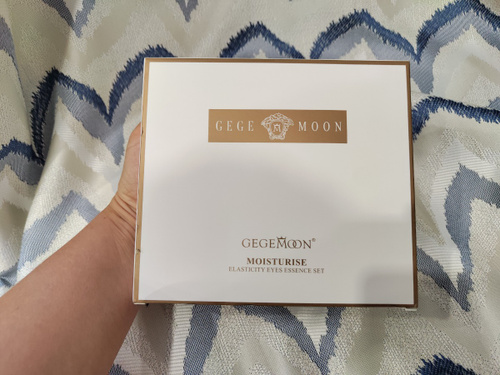 GEGE MOON
GEGEMOON®
MOISTURISE
ELASTICITY EYES ESSENCE SET